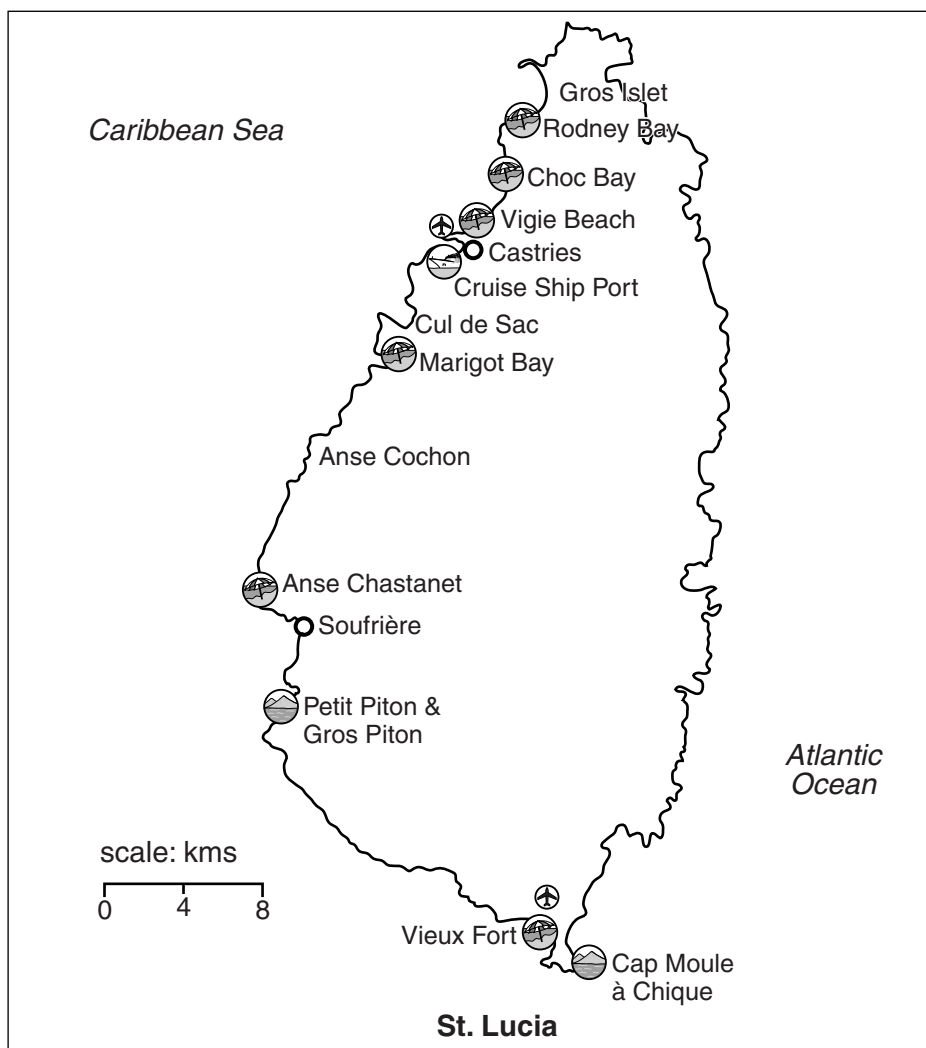 Caribbean Sea
Gros Islet
Rodney Bay
Choc Bay
Vigie Beach
Castries
Cruise Ship Port
Cul de Sac
Marigot Bay
Anse Cochon
Anse Chastanet
Soufrière
Petit Piton &
Gros Piton
Atlantic
Ocean
scale: kms
0 4 8
Vieux Fort
Cap Moule
à Chique
St. Lucia